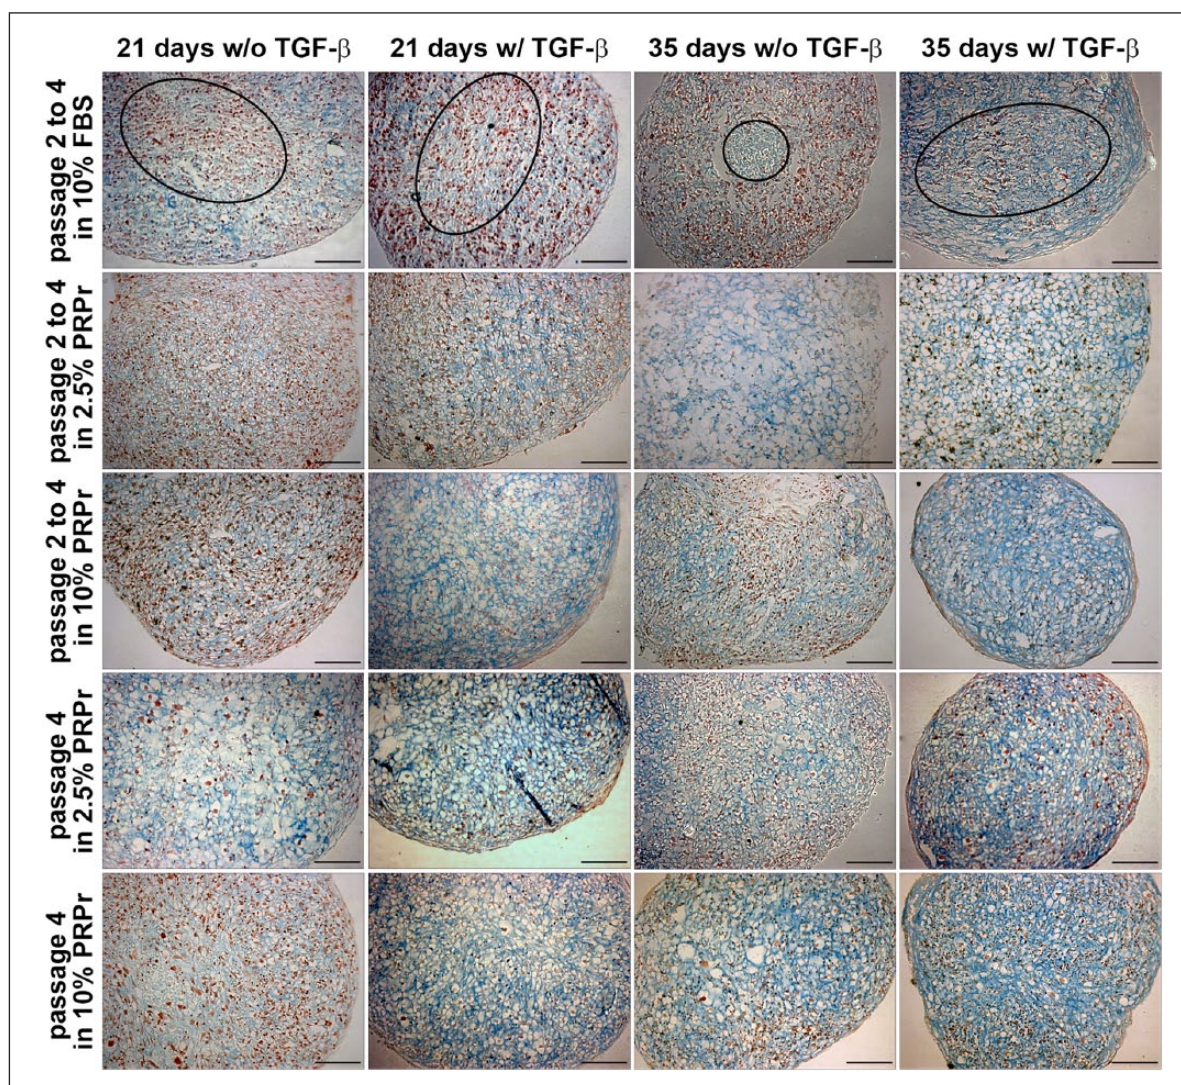 21 days w/o TGF-β
21 days w/ TGF-β
35 days w/o TGF-β
35 days w/ TGF-β
passage 2 to 4
in 10% FBS
passage 2 to 4
in 2.5% PRPr
passage 2 to 4
in 10% PRPr
passage 4
in 2.5% PRPr
passage 4
in 10% PRPr